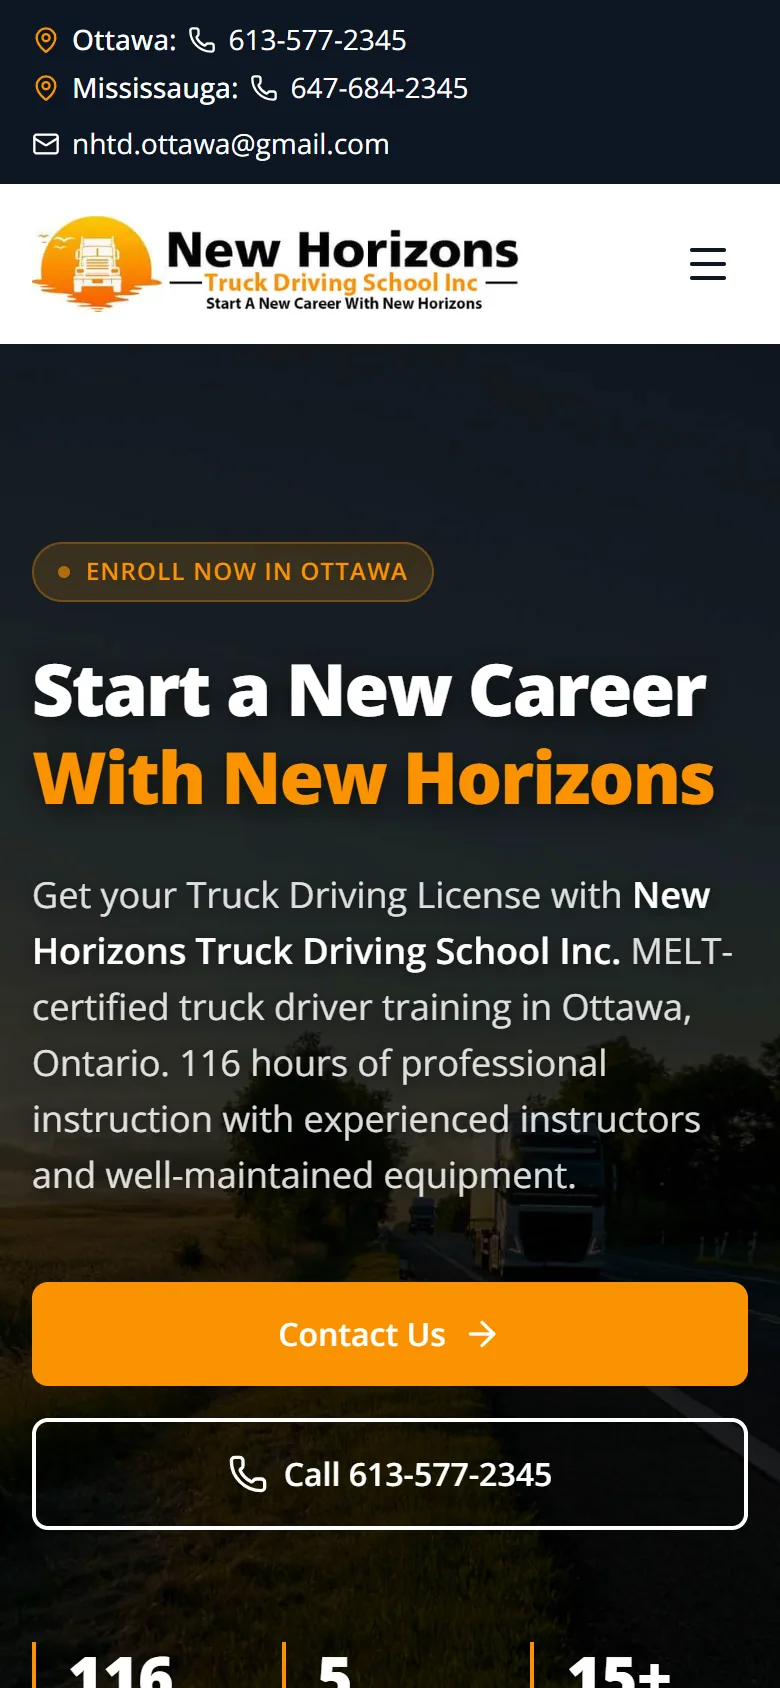 Ottawa: 613-577-2345
Mississauga: 647-684-2345
nhtd.ottawa@gmail.com
New Horizons
Truck Driving School Inc
Start A New Career With New Horizons
ENROLL NOW IN OTTAWA
Start a New Career
With New Horizons
Get your Truck Driving License with New
Horizons Truck Driving School Inc. MELT-
certified truck driver training in Ottawa,
Ontario. 116 hours of professional
instruction with experienced instructors
and well-maintained equipment.
Contact Us
Call 613-577-2345
116 5 15+